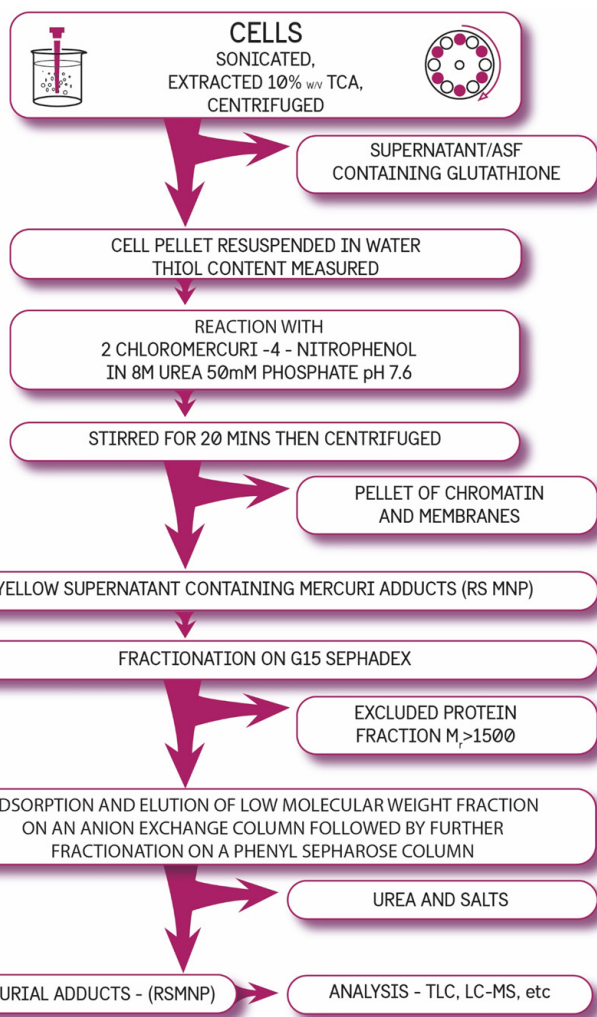 CELLS
SONICATED,
EXTRACTED 10% w/v TCA,
CENTRIFUGED
SUPERNATANT/ASF
CONTAINING GLUTATHIONE
CELL PELLET RESUSPENDED IN WATER
THIOL CONTENT MEASURED
REACTION WITH
2 CHLOROMERCURI -4 - NITROPHENOL
IN 8M UREA 50mM PHOSPHATE pH 7.6
STIRRED FOR 20 MINS THEN CENTRIFUGED
PELLET OF CHROMATIN
AND MEMBRANES
YELLOW SUPERNATANT CONTAINING MERCURI ADDUCTS (RS MNP)
FRACTIONATION ON G15 SEPHADEX
EXCLUDED PROTEIN
FRACTION Mr>1500
DSORPTION AND ELUTION OF LOW MOLECULAR WEIGHT FRACTION
ON AN ANION EXCHANGE COLUMN FOLLOWED BY FURTHER
FRACTIONATION ON A PHENYL SEPHAROSE COLUMN
UREA AND SALTS
URIAL ADDUCTS - (RSMNP)
ANALYSIS - TLC, LC-MS, etc